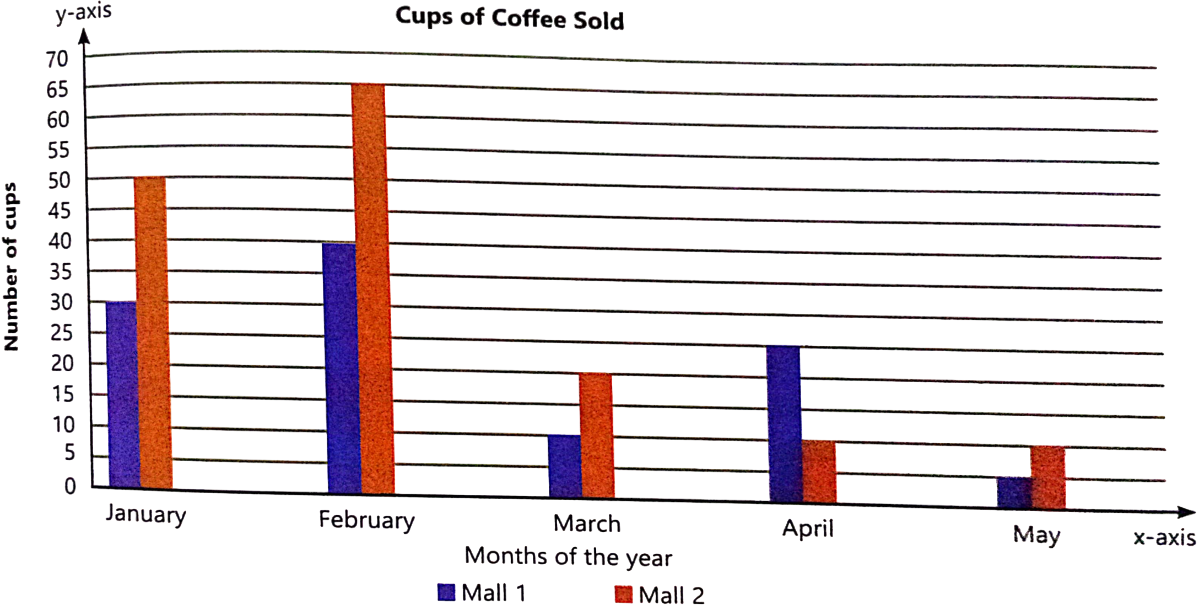 Cups of Coffee Sold
y-axis
Number of cups
70
65
60
55
50
45
40
35
30
25
20
15
10
5
0
January February March April May
x-axis
Months of the year
Mall 1 Mall 2